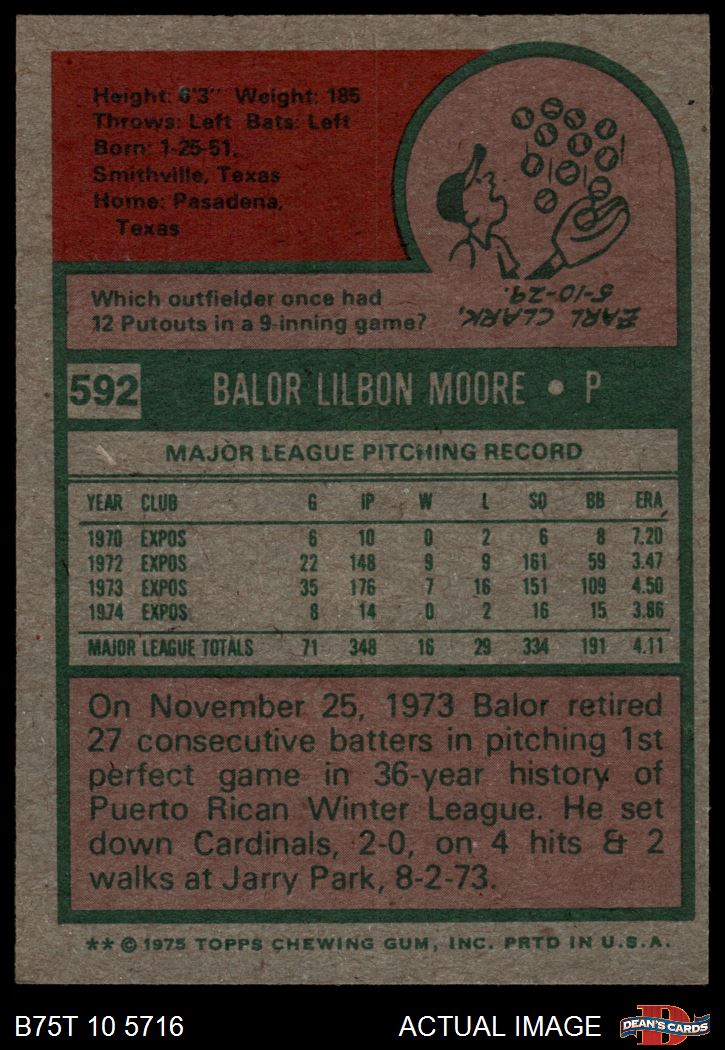 Height: 6'3" Weight: 185
Throws: Left Bats: Left
Born: 1-25-51,
Smithville, Texas
Home: Pasadena,
Texas
Which outfielder once had
12 Putouts in a 9-inning game?
EARL CLARK,
5-10-29.
592 BALOR LILBON MOORE • P
MAJOR LEAGUE PITCHING RECORD
YEAR CLUB G IP W L SO BB ERA
1970 EXPOS 6 10 0 2 6 8 7.20
1972 EXPOS 22 148 9 9 161 59 3.47
1973 EXPOS 35 176 7 16 151 109 4.50
1974 EXPOS 8 14 0 2 16 15 3.86
MAJOR LEAGUE TOTALS 71 348 16 29 334 191 4.11
On November 25, 1973 Balor retired
27 consecutive batters in pitching 1st
perfect game in 36-year history of
Puerto Rican Winter League. He set
down Cardinals, 2-0, on 4 hits & 2
walks at Jarry Park, 8-2-73.
** © 1975 TOPPS CHEWING GUM, INC. PRTD IN U.S.A.
B75T 10 5716 ACTUAL IMAGE DEAN'S CARDS